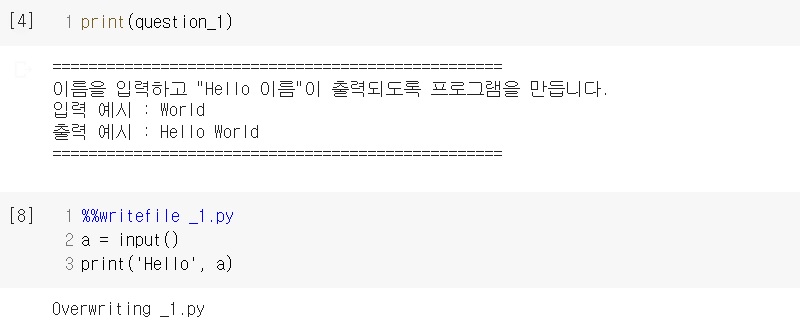 [4] 1 print(question_1)
==================================================
이름을 입력하고 "Hello 이름"이 출력되도록 프로그램을 만듭니다.
입력 예시 : World
출력 예시 : Hello World
==================================================
[8] 1 %%writefile _1.py
2 a = input()
3 print('Hello', a)
Overwriting _1.py